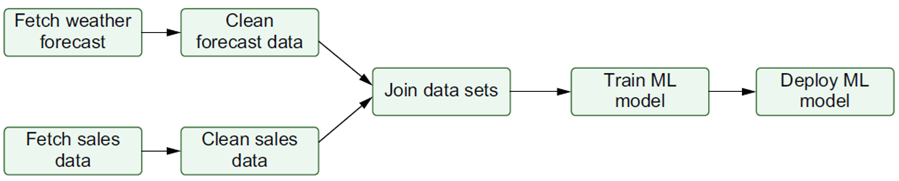 Fetch weather
forecast
Clean
forecast data
Fetch sales
data
Clean sales
data
Join data sets
Train ML
model
Deploy ML
model